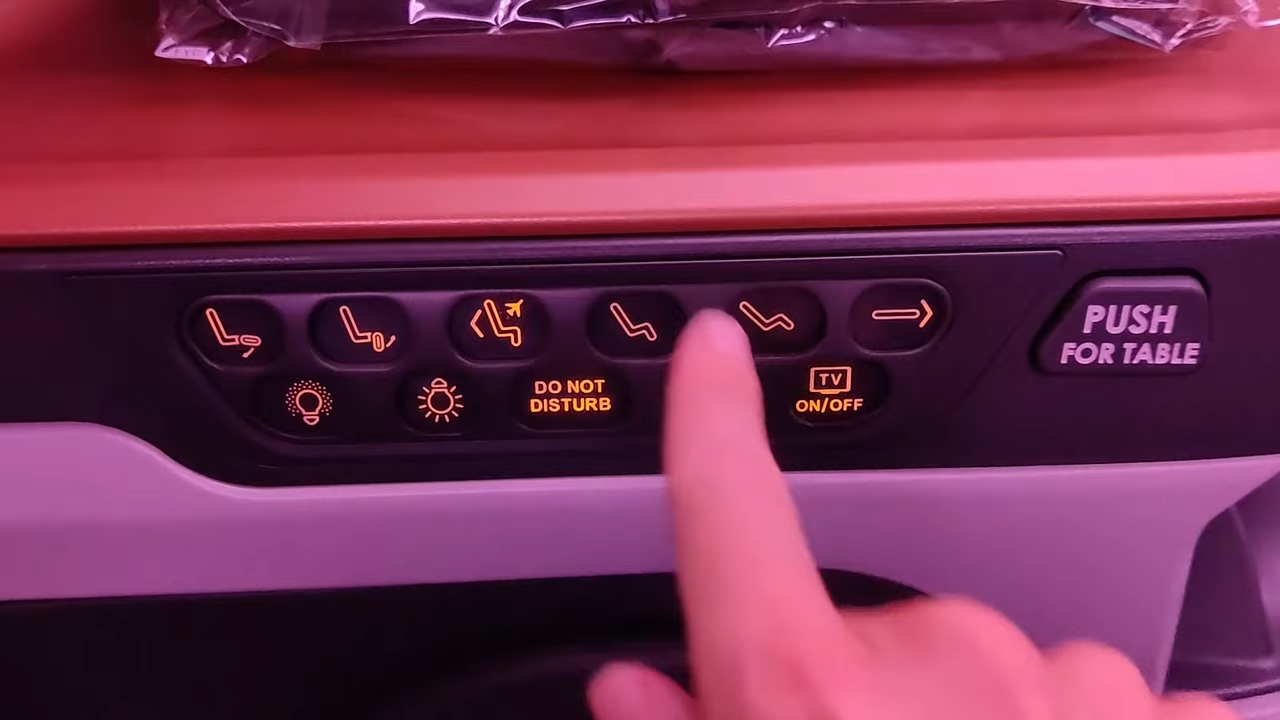 DO NOT
DISTURB
TV
ON/OFF
PUSH
FOR TABLE